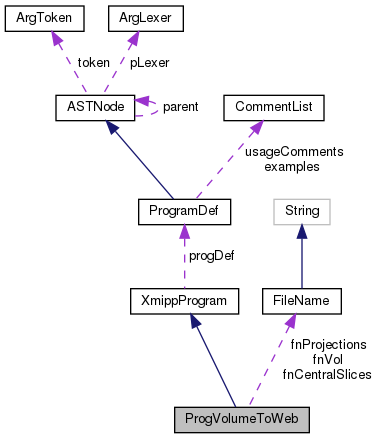 ArgToken
ArgLexer
token
pLexer
ASTNode
parent
CommentList
usageComments
examples
ProgramDef
String
progDef
XmippProgram
FileName
fnProjections
fnVol
fnCentralSlices
ProgVolumeToWeb